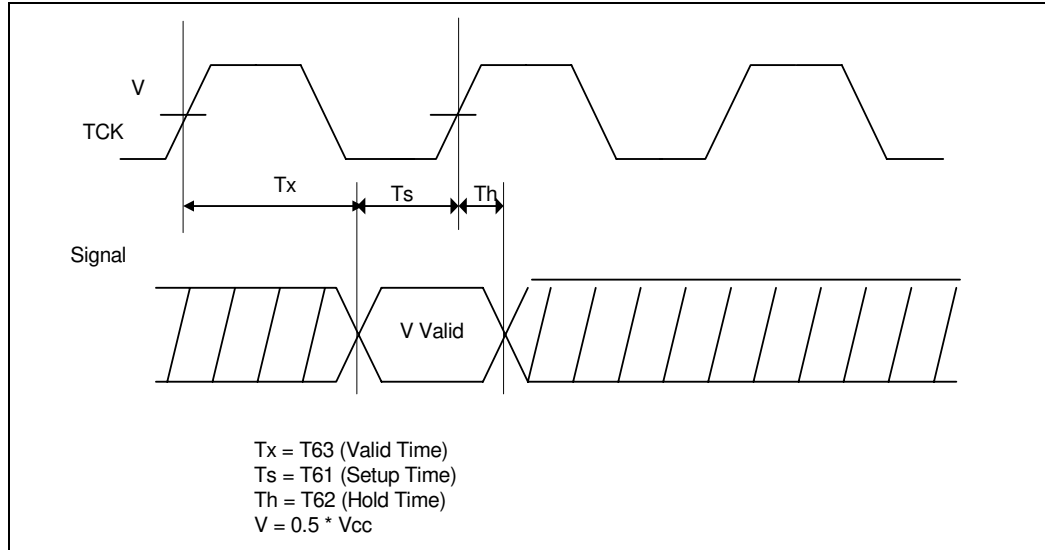 V
TCK
Tx
Ts
Th
Signal
V Valid
Tx = T63 (Valid Time)
Ts = T61 (Setup Time)
Th = T62 (Hold Time)
V = 0.5 * Vcc